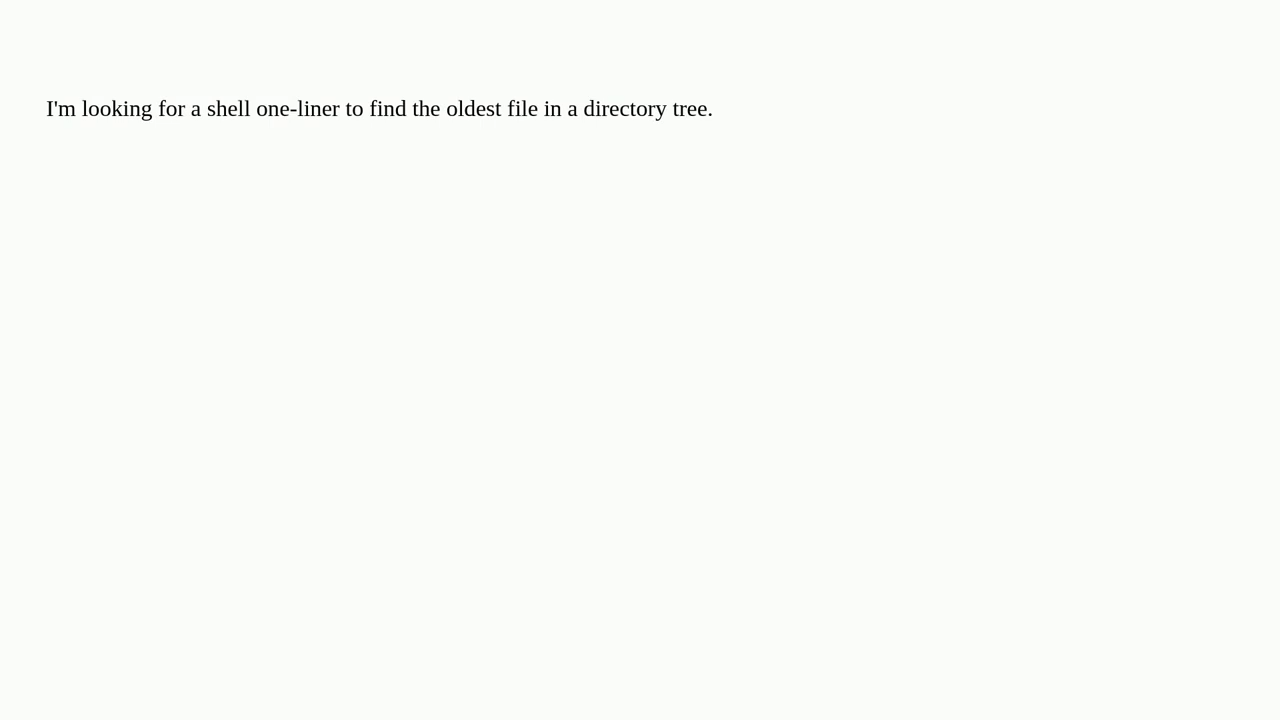 I'm looking for a shell one-liner to find the oldest file in a directory tree.